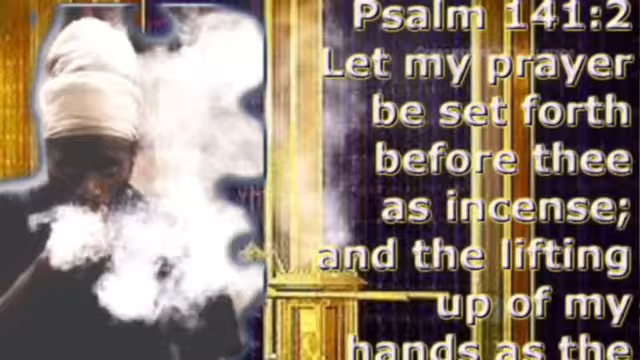 Psalm 141:2
Let my prayer
be set forth
before thee
as incense;
and the lifting
up of my
hands as the